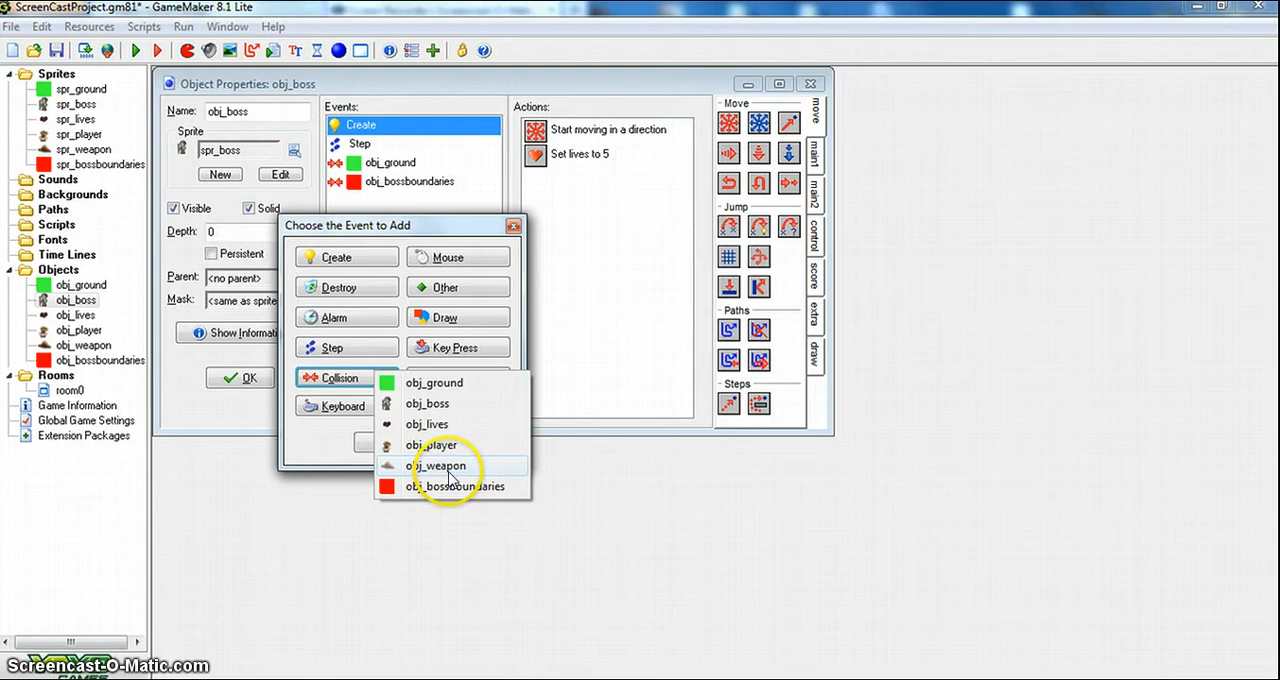 ScreenCastProject.gm81* - GameMaker 8.1 Lite
File Edit Resources Scripts Run Window Help
Sprites
spr_ground
spr_boss
spr_lives
spr_player
spr_weapon
spr_bossboundaries
Sounds
Backgrounds
Paths
Scripts
Fonts
Time Lines
Objects
obj_ground
obj_boss
obj_lives
obj_player
obj_weapon
obj_bossboundaries
Rooms
room0
Game Information
Global Game Settings
Extension Packages
Object Properties: obj_boss
Name: obj_boss
Sprite
spr_boss
New Edit
Visible Solid
Depth: 0
Persistent
Parent: <no parent>
Mask: <same as sprite
Show Informati
OK
Events:
Create
Step
obj_ground
obj_bossboundaries
Actions:
Start moving in a direction
Set lives to 5
Choose the Event to Add
Create Mouse
Destroy Other
Alarm Draw
Step Key Press
Collision
Keyboard
obj_ground
obj_boss
obj_lives
obj_player
obj_weapon
obj_bossboundaries
Move
Jump
Paths
Steps
move
main1
main2
control
score
extra
draw
GAMES
Screencast-O-Matic.com